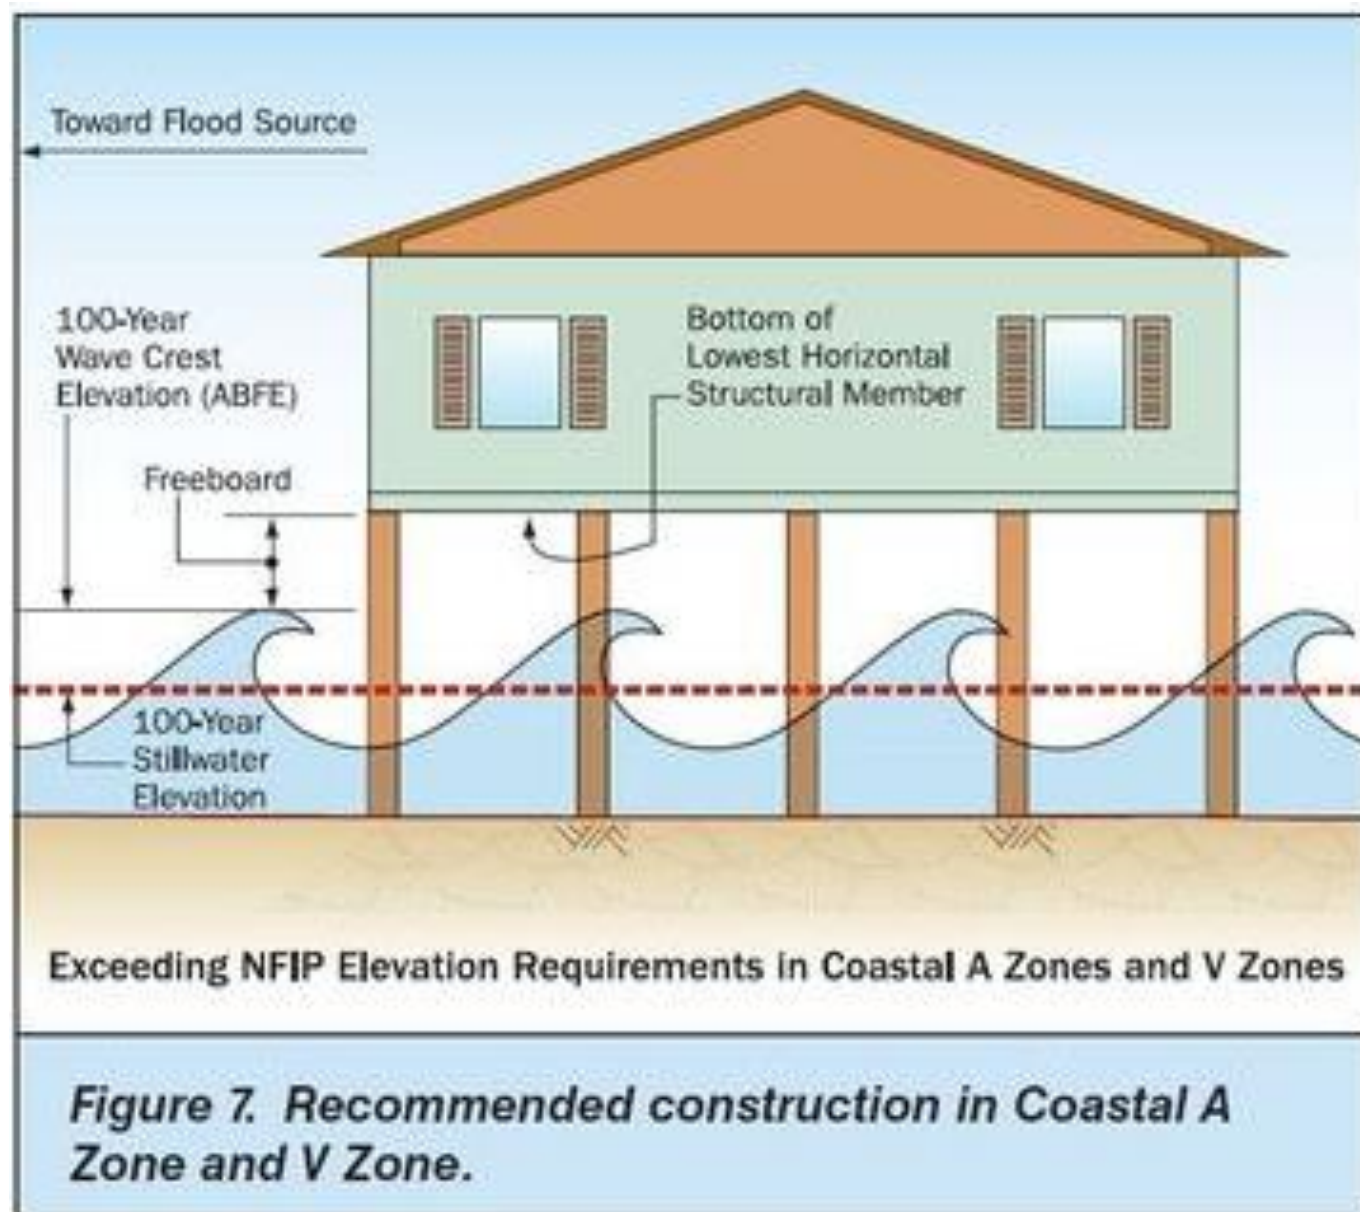 Toward Flood Source
100-Year
Wave Crest
Elevation (ABFE)
Freeboard
Bottom of
Lowest Horizontal
Structural Member
100-Year
Stillwater
Elevation
Exceeding NFIP Elevation Requirements in Coastal A Zones and V Zones
Figure 7. Recommended construction in Coastal A
Zone and V Zone.